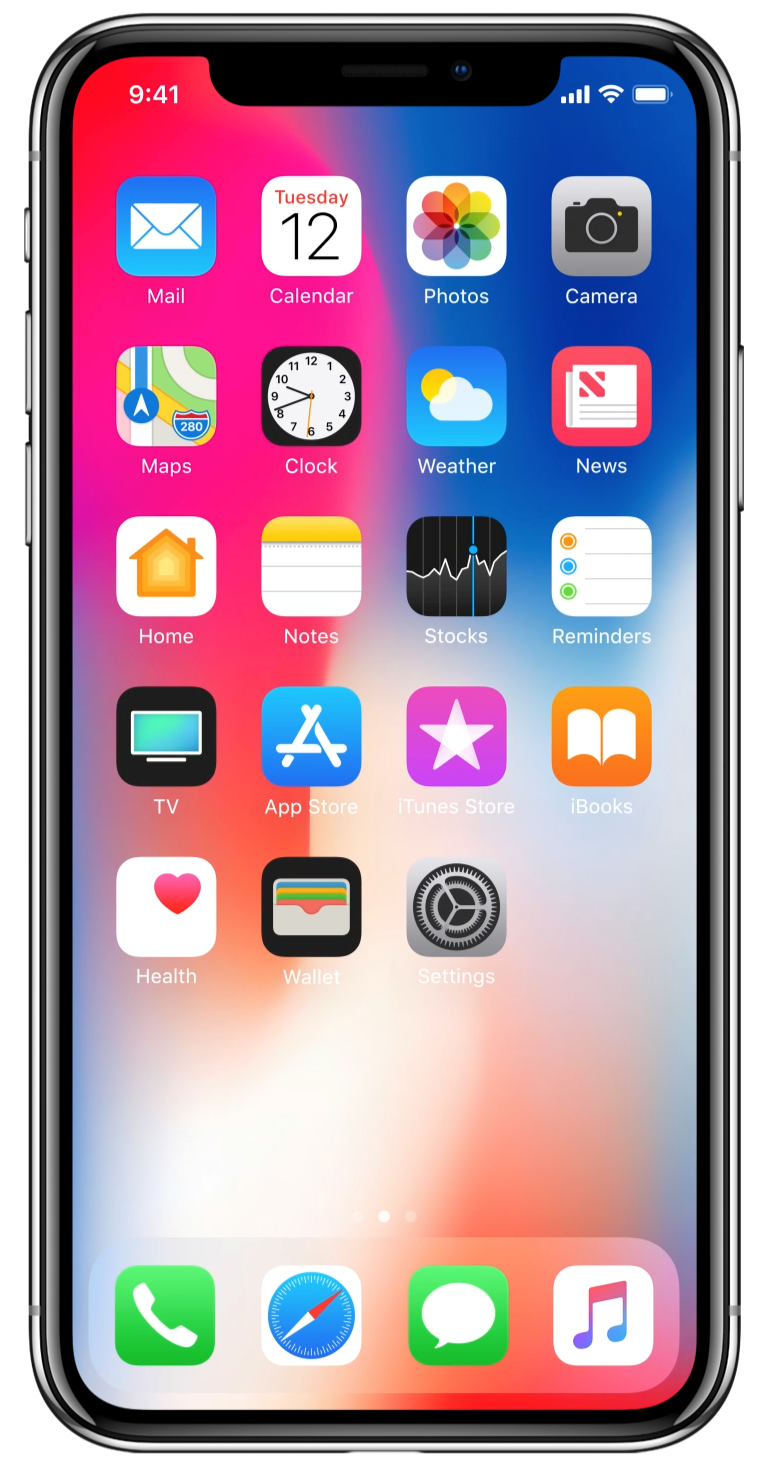 9:41
Tuesday
12
Mail
Calendar
Photos
Camera
280
12
11
1
10
2
9
3
8
4
7
5
6
Maps
Clock
Weather
News
Home
Notes
Stocks
Reminders
TV
App Store
iTunes Store
iBooks
Health
Wallet
Settings